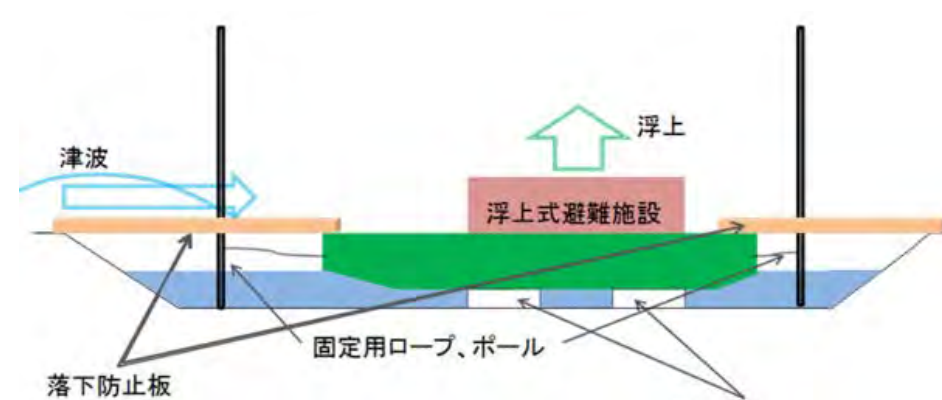 浮上
津波
浮上式避難施設
固定用ロープ、ポール
落下防止板